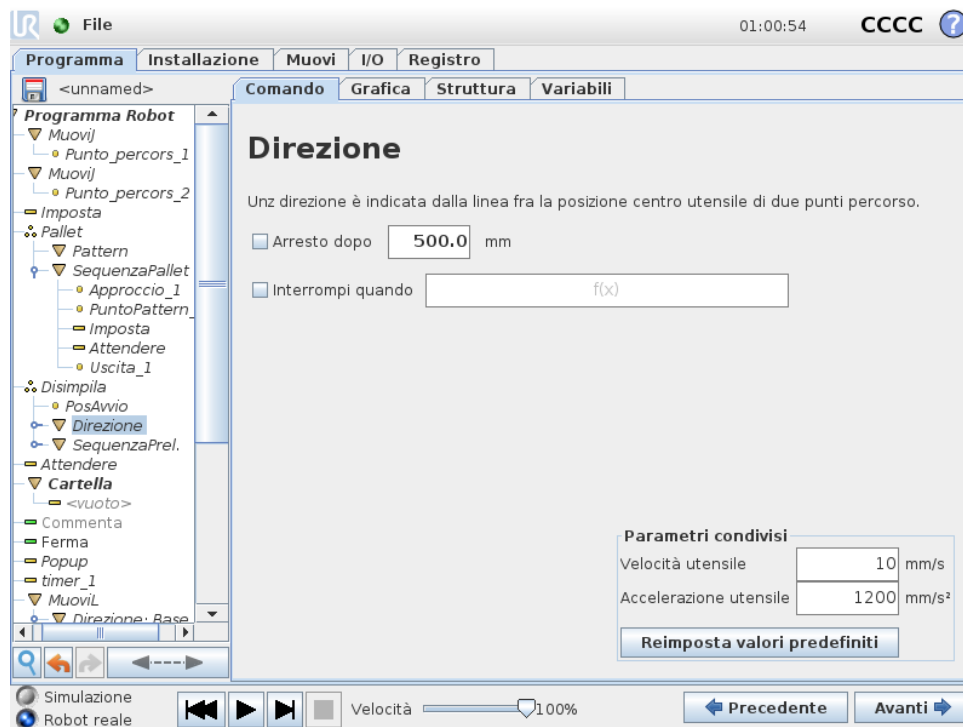 UR File 01:00:54 CCCC ?
Programma Installazione Muovi I/O Registro
<unnamed> Comando Grafica Struttura Variabili
Programma Robot
MuoviJ
Punto_percors_1
MuoviJ
Punto_percors_2
Imposta
Pallet
Pattern
SequenzaPallet
Approccio_1
PuntoPattern_
Imposta
Attendere
Uscita_1
Disimpila
PosAvvio
Direzione
SequenzaPrel.
Attendere
Cartella
<vuoto>
Commenta
Ferma
Popup
timer_1
MuoviL
Direzione: Base
Direzione
Unz direzione è indicata dalla linea fra la posizione centro utensile di due punti percorso.
Arresto dopo 500.0 mm
Interrompi quando f(x)
Parametri condivisi
Velocità utensile 10 mm/s
Accelerazione utensile 1200 mm/s²
Reimposta valori predefiniti
Simulazione
Robot reale
Velocità 100%
Precedente Avanti